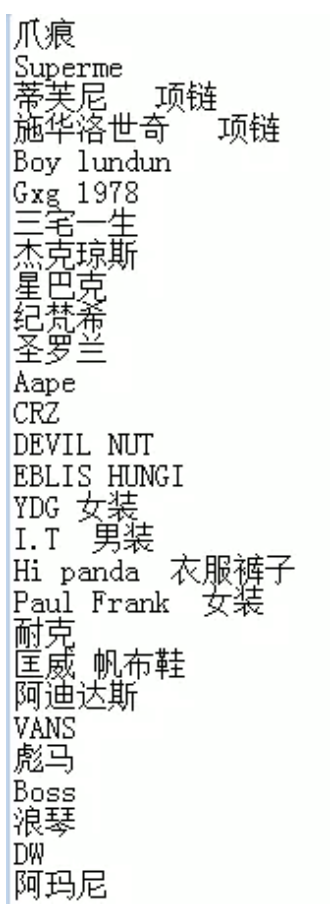 爪痕
Superme
蒂芙尼   项链
施华洛世奇   项链
Boy lundun
Gxg 1978
三宅一生
杰克琼斯
星巴克
纪梵希
圣罗兰
Aape
CRZ
DEVIL NUT
EBLIS HUNGI
YDG 女装
I.T  男装
Hi panda  衣服裤子
Paul Frank  女装
耐克
匡威 帆布鞋
阿迪达斯
VANS
彪马
Boss
浪琴
DW
阿玛尼